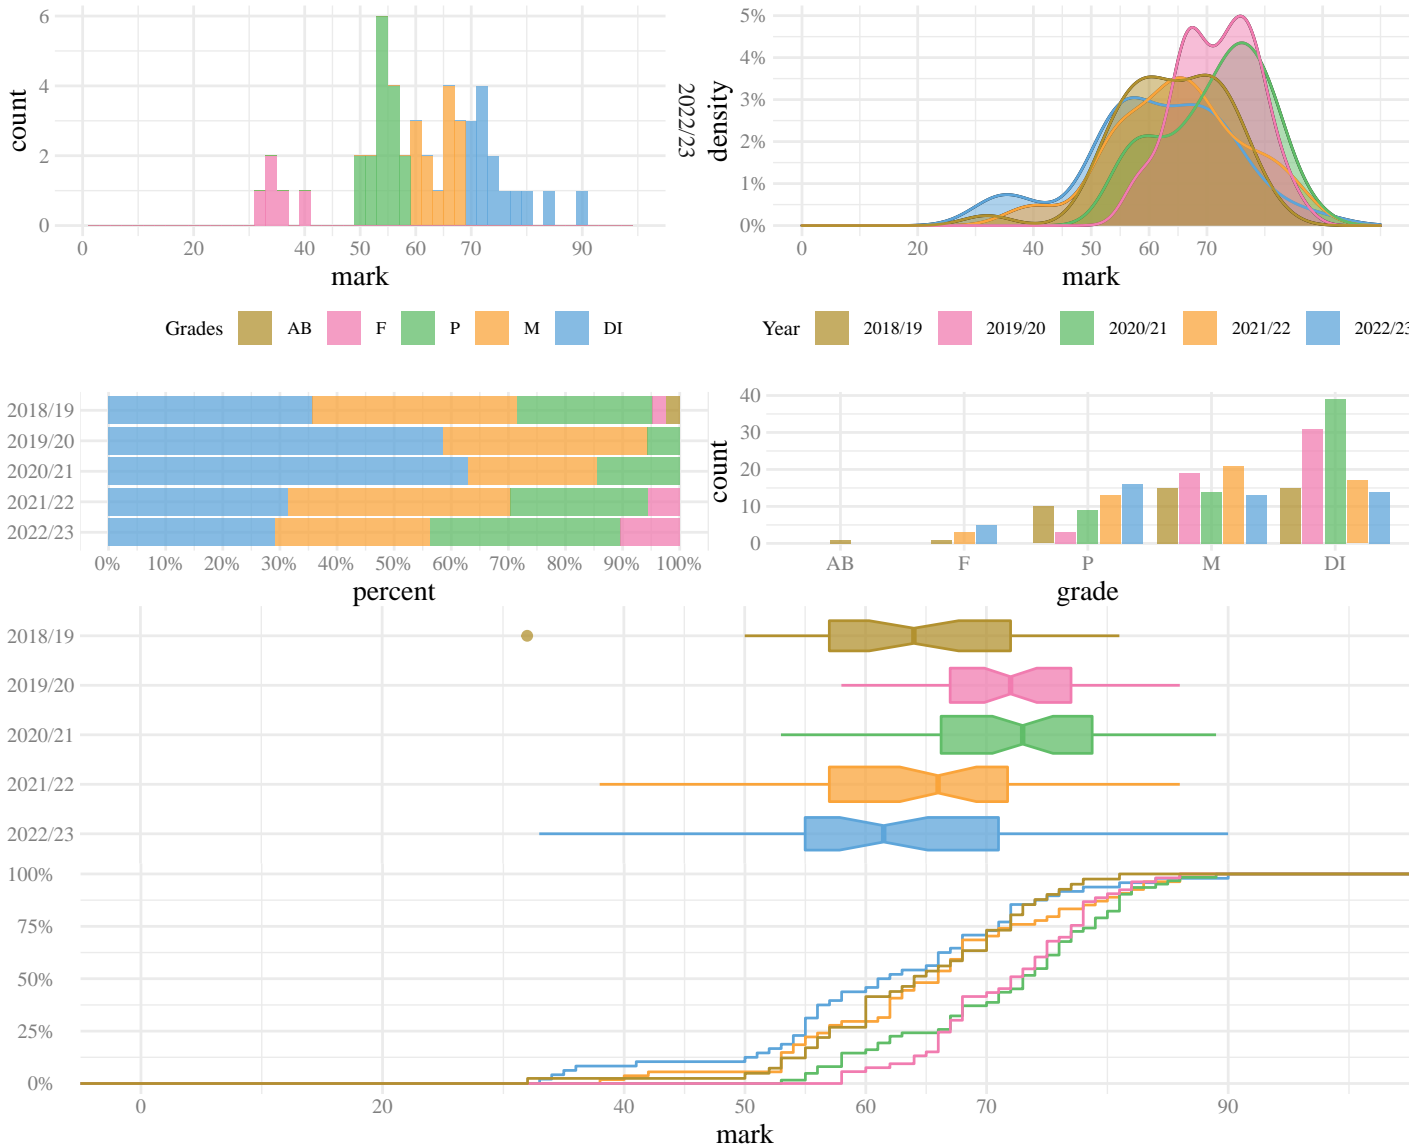 6
4
2
0
count
0 20 40 50 60 70 90
mark
2022/23
5%
4%
3%
2%
1%
0%
density
0 20 40 50 60 70 90
mark
Grades AB F P M DI
Year 2018/19 2019/20 2020/21 2021/22 2022/23
2018/19
2019/20
2020/21
2021/22
2022/23
0% 10% 20% 30% 40% 50% 60% 70% 80% 90% 100%
percent
40
30
20
10
0
count
AB F P M DI
grade
2018/19
2019/20
2020/21
2021/22
2022/23
100%
75%
50%
25%
0%
0 20 40 50 60 70 90
mark